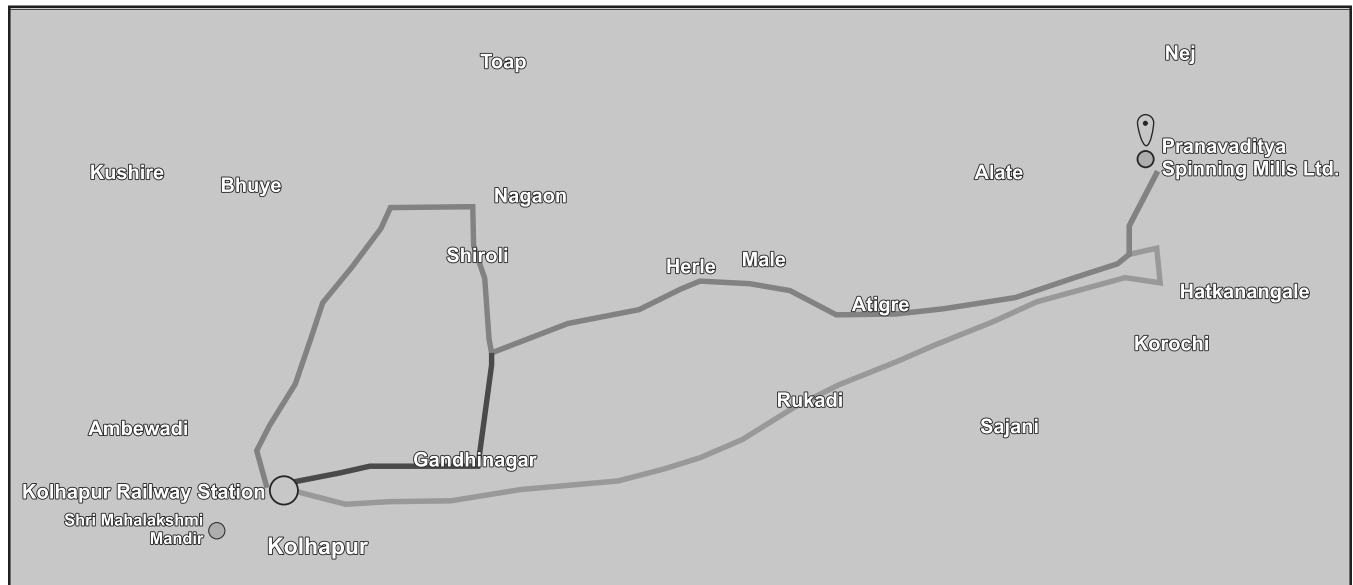 Nej
Toap
Pranavaditya
Spinning Mills Ltd.
Kushire
Alate
Bhuye
Nagaon
Shiroli
Male
Herle
Hatkanangale
Atigre
Korochi
Rukadi
Sajani
Ambewadi
Gandhinagar
Kolhapur Railway Station
Shri Mahalakshmi
Mandir
Kolhapur